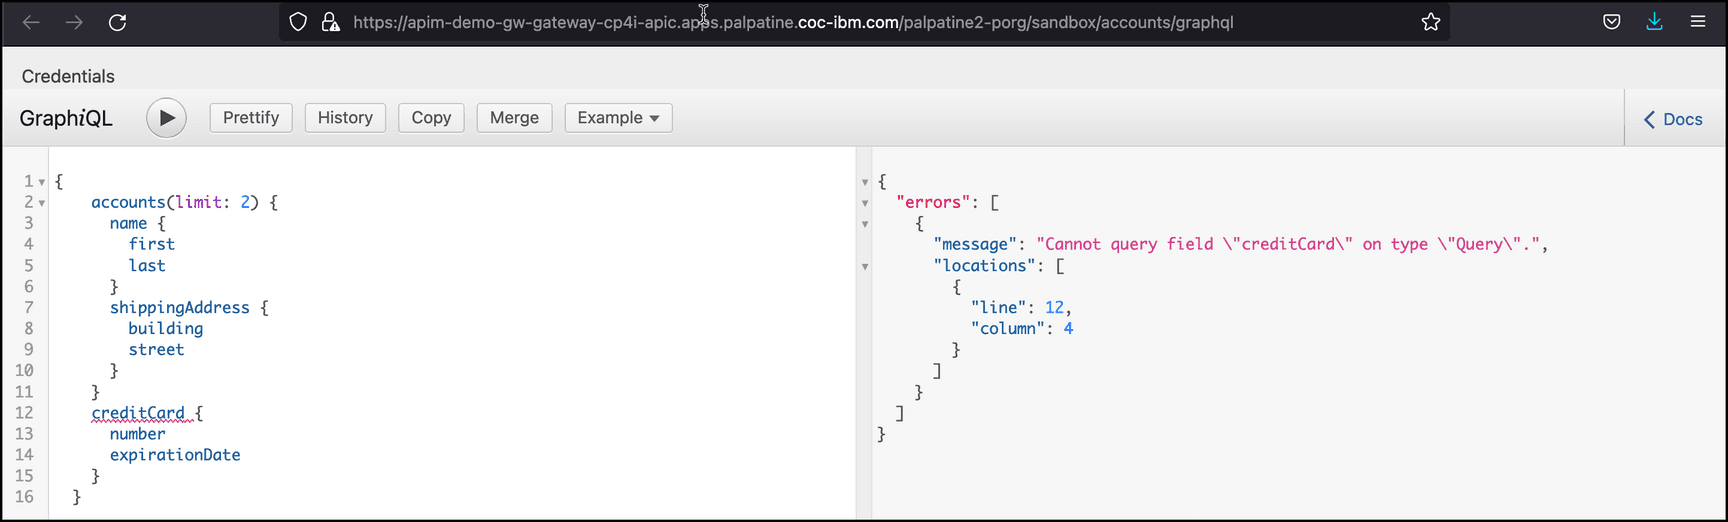 https://apim-demo-gw-gateway-cp4i-apic.apps.palpatine.coc-ibm.com/palpatine2-porg/sandbox/accounts/graphql
Credentials
GraphiQL Prettify History Copy Merge Example Docs
1 {
2 accounts(limit: 2) {
3 name {
4 first
5 last
6 }
7 shippingAddress {
8 building
9 street
10 }
11 }
12 creditCard {
13 number
14 expirationDate
15 }
16 }
{
"errors": [
{
"message": "Cannot query field \"creditCard\" on type \"Query\".",
"locations": [
{
"line": 12,
"column": 4
}
]
}
]
}